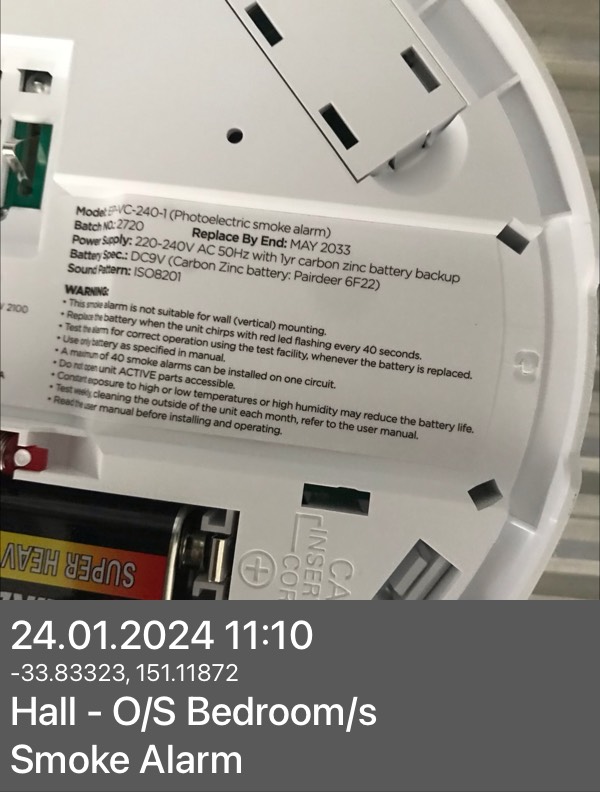 Model: EP-VC-240-1 (Photoelectric smoke alarm)
Batch NO.: 2720
Replace By End: MAY 2033
Power Supply: 220-240V AC 50Hz with 1yr carbon zinc battery backup
Battery Spec.: DC9V (Carbon Zinc battery: Pairdeer 6F22)
Sound Pattern: ISO8201
WARNING:
• This smoke alarm is not suitable for wall (vertical) mounting.
• Replace the battery when the unit chirps with red led flashing every 40 seconds.
• Test the alarm for correct operation using the test facility, whenever the battery is replaced.
• Use only battery as specified in manual.
• A maximum of 40 smoke alarms can be installed on one circuit.
• Do not open unit ACTIVE parts accessible.
• Constant exposure to high or low temperatures or high humidity may reduce the battery life.
• Test weekly, cleaning the outside of the unit each month, refer to the user manual.
• Read the user manual before installing and operating.
2100
SUPER HEAV
CA
INSER
COR
24.01.2024 11:10
-33.83323, 151.11872
Hall - O/S Bedroom/s
Smoke Alarm